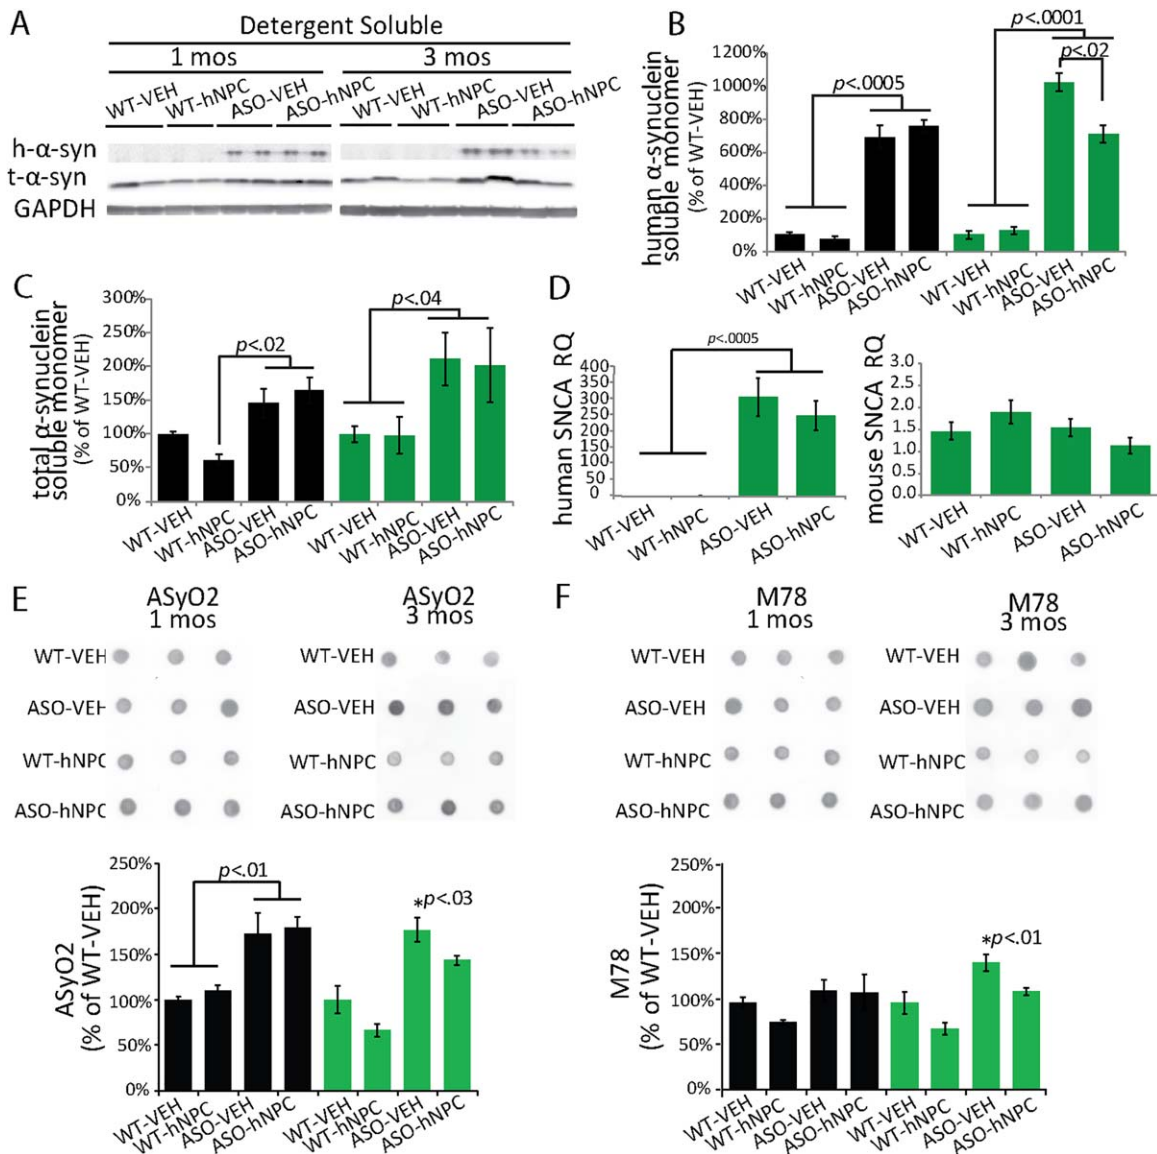 A
Detergent Soluble
1 mos
3 mos
WT-VEH WT-hNPC ASO-VEH ASO-hNPC WT-VEH WT-hNPC ASO-VEH ASO-hNPC
h-α-syn
t-α-syn
GAPDH
B
human α-synuclein
soluble monomer
(% of WT-VEH)
1200%
1000%
800%
600%
400%
200%
0%
p<.0005
p<.0001
p<.02
WT-VEH WT-hNPC ASO-VEH ASO-hNPC WT-VEH WT-hNPC ASO-VEH ASO-hNPC
C
total α-synuclein
soluble monomer
(% of WT-VEH)
300%
250%
200%
150%
100%
50%
0%
p<.02
p<.04
WT-VEH WT-hNPC ASO-VEH ASO-hNPC WT-VEH WT-hNPC ASO-VEH ASO-hNPC
D
human SNCA RQ
400
350
300
250
200
150
100
50
0
p<.0005
WT-VEH WT-hNPC ASO-VEH ASO-hNPC
mouse SNCA RQ
3.0
2.5
2.0
1.5
1.0
0.5
0.0
WT-VEH WT-hNPC ASO-VEH ASO-hNPC
E
ASyO2
1 mos
ASyO2
3 mos
WT-VEH
ASO-VEH
WT-hNPC
ASO-hNPC
WT-VEH
ASO-VEH
WT-hNPC
ASO-hNPC
ASyO2
(% of WT-VEH)
250%
200%
150%
100%
50%
0%
p<.01
*p<.03
WT-VEH WT-hNPC ASO-VEH ASO-hNPC WT-VEH WT-hNPC ASO-VEH ASO-hNPC
F
M78
1 mos
M78
3 mos
WT-VEH
ASO-VEH
WT-hNPC
ASO-hNPC
WT-VEH
ASO-VEH
WT-hNPC
ASO-hNPC
M78
(% of WT-VEH)
250%
200%
150%
100%
50%
0%
*p<.01
WT-VEH WT-hNPC ASO-VEH ASO-hNPC WT-VEH WT-hNPC ASO-VEH ASO-hNPC